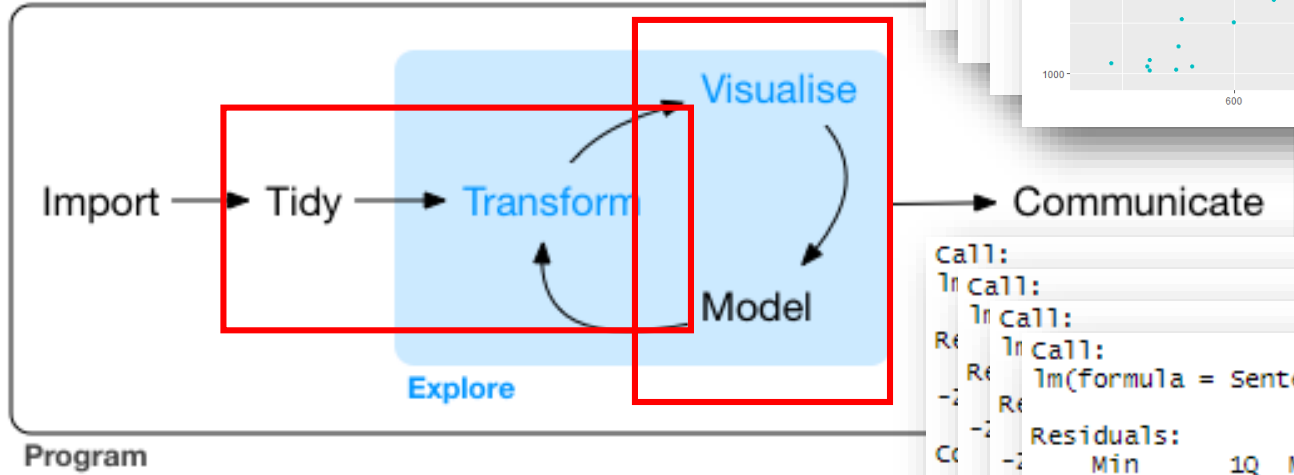 1000
600
Visualise
Import
Tidy
Transform
Communicate
Model
Explore
Program
Call:
Call:
Call:
Call:
lm(formula =
Residuals:
Min 1Q